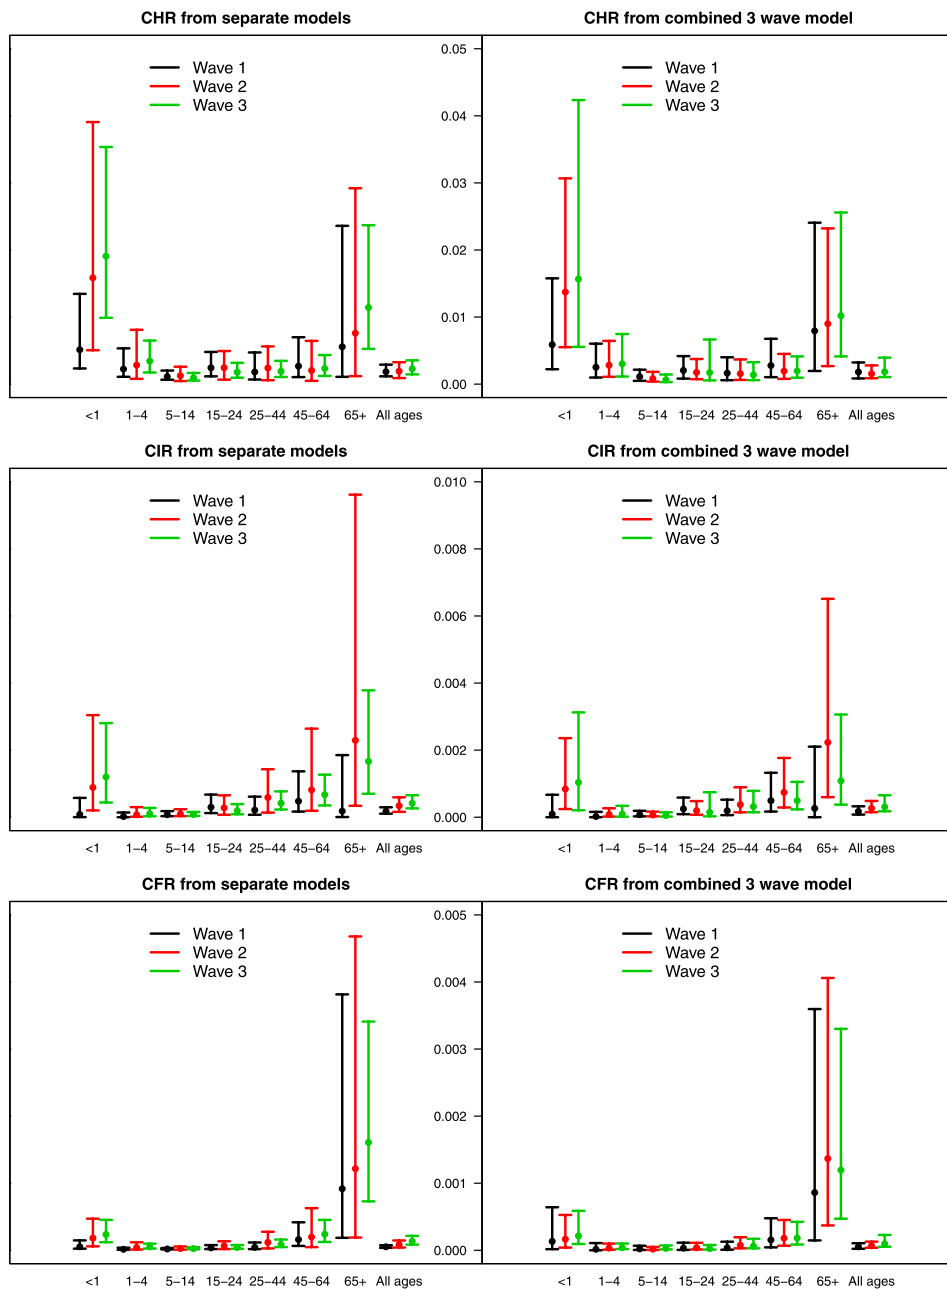 CHR from separate models
CHR from combined 3 wave model
Wave 1
Wave 2
Wave 3
0.05
0.04
0.03
0.02
0.01
0.00
Wave 1
Wave 2
Wave 3
<1 1–4 5–14 15–24 25–44 45–64 65+ All ages
<1 1–4 5–14 15–24 25–44 45–64 65+ All ages
CIR from separate models
CIR from combined 3 wave model
Wave 1
Wave 2
Wave 3
0.010
0.008
0.006
0.004
0.002
0.000
Wave 1
Wave 2
Wave 3
<1 1–4 5–14 15–24 25–44 45–64 65+ All ages
<1 1–4 5–14 15–24 25–44 45–64 65+ All ages
CFR from separate models
CFR from combined 3 wave model
Wave 1
Wave 2
Wave 3
0.005
0.004
0.003
0.002
0.001
0.000
Wave 1
Wave 2
Wave 3
<1 1–4 5–14 15–24 25–44 45–64 65+ All ages
<1 1–4 5–14 15–24 25–44 45–64 65+ All ages